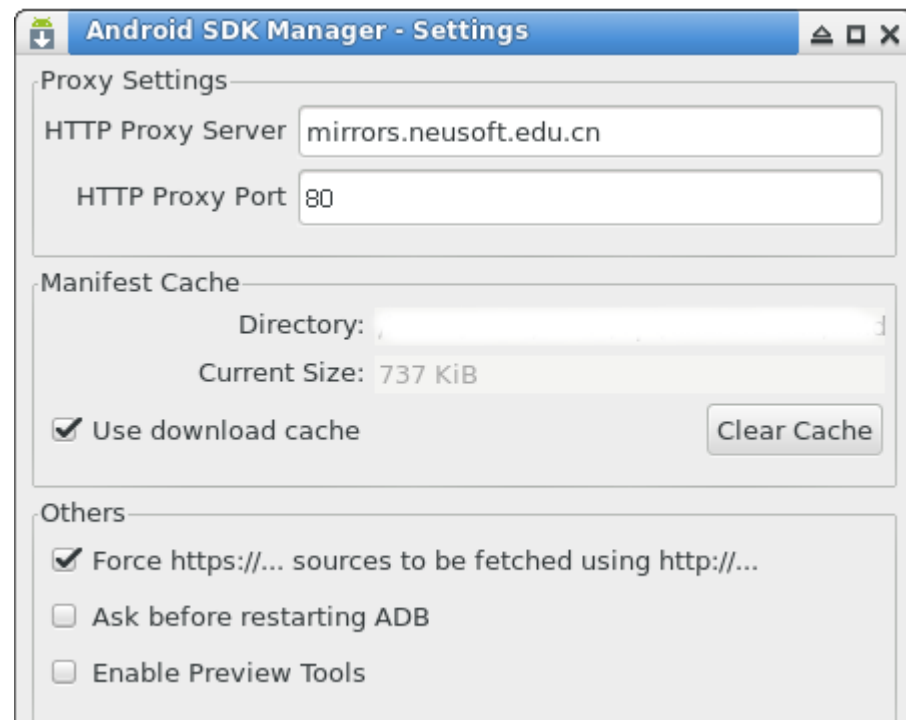 Android SDK Manager - Settings
Proxy Settings
HTTP Proxy Server mirrors.neusoft.edu.cn
HTTP Proxy Port 80
Manifest Cache
Directory:
Current Size: 737 KiB
Use download cache Clear Cache
Others
Force https://... sources to be fetched using http://...
Ask before restarting ADB
Enable Preview Tools